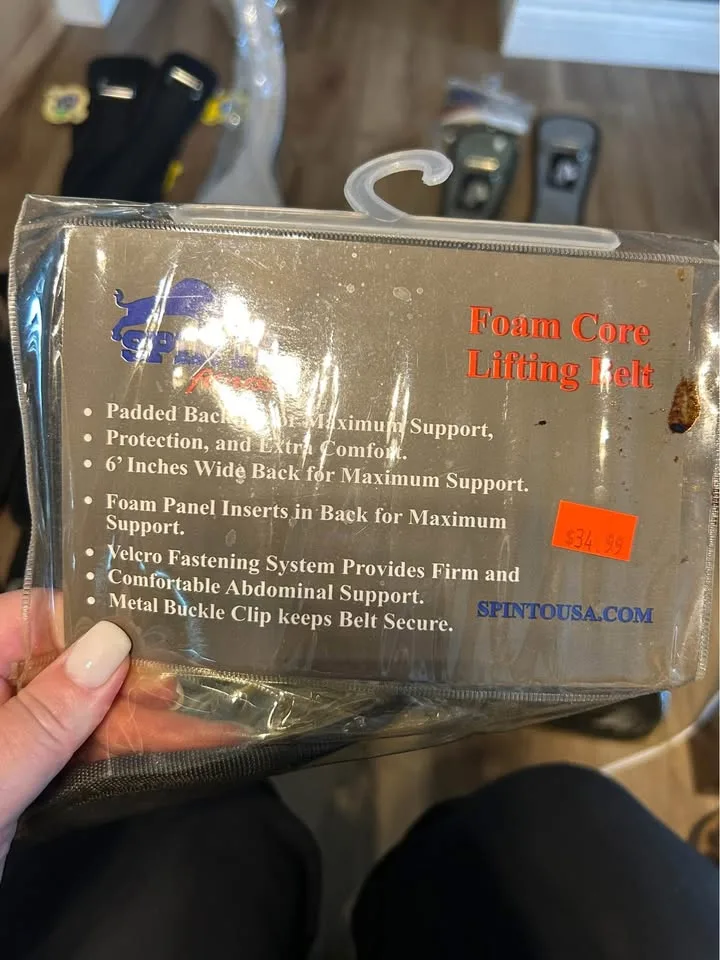 SPINTO
Foam Core
Lifting Belt
• Padded Back for Maximum Support,
• Protection, and Extra Comfort.
• 6’ Inches Wide Back for Maximum Support.
• Foam Panel Inserts in Back for Maximum
Support.
• Velcro Fastening System Provides Firm and
• Comfortable Abdominal Support.
• Metal Buckle Clip keeps Belt Secure.
$34.99
SPINTOUSA.COM